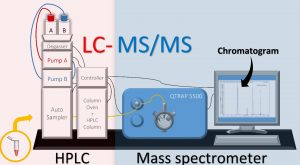 LC-MS/MS
A B
Degasser
Pump A
Pump B
Controller
Auto
Sampler
Column
Oven
+
HPLC
Column
QTRAP 5500
Chromatogram
HPLC
Mass spectrometer